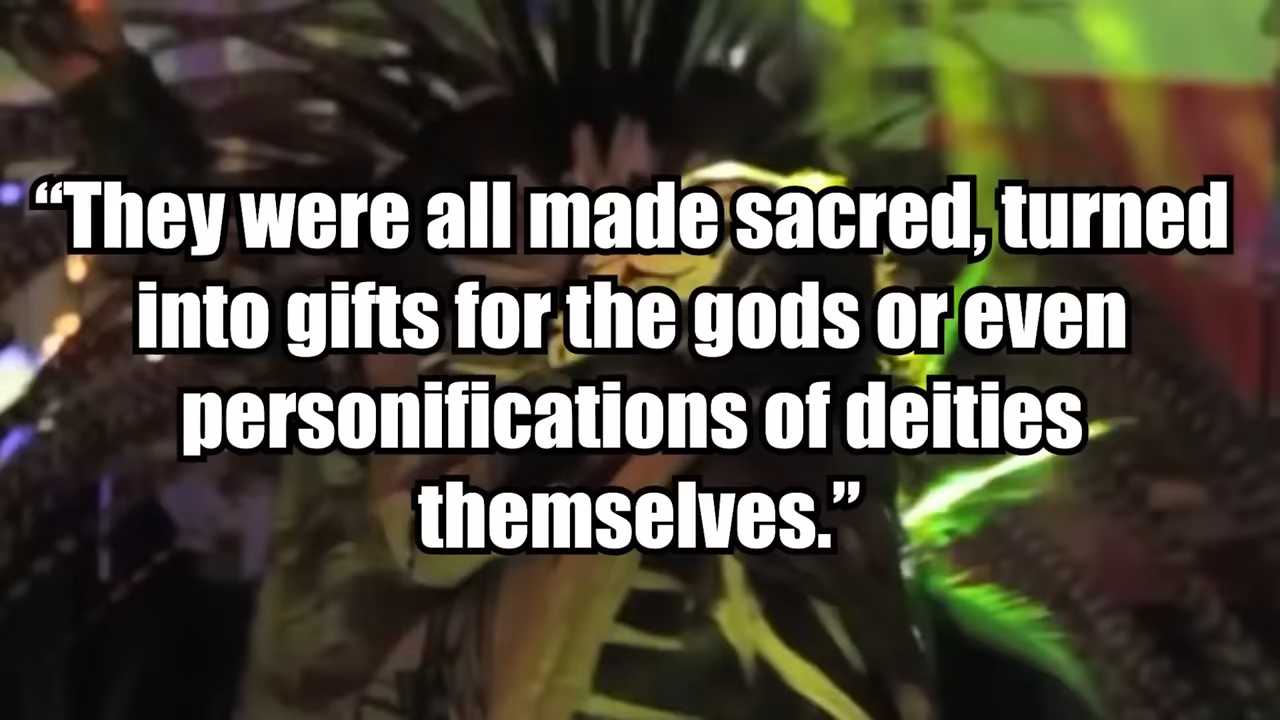 “They were all made sacred, turned
into gifts for the gods or even
personifications of deities
themselves.”